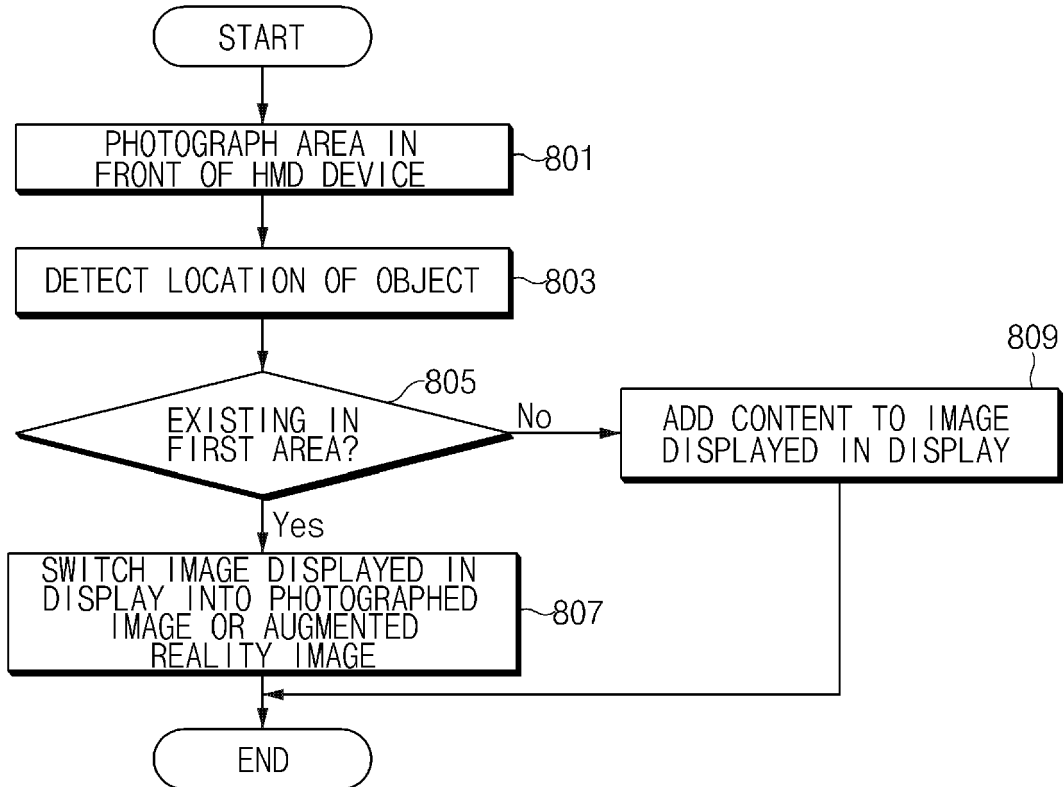 START
PHOTOGRAPH AREA IN
FRONT OF HMD DEVICE
801
DETECT LOCATION OF OBJECT
803
805
EXISTING IN
FIRST AREA?
No
809
ADD CONTENT TO IMAGE
DISPLAYED IN DISPLAY
Yes
SWITCH IMAGE DISPLAYED IN
DISPLAY INTO PHOTOGRAPHED
IMAGE OR AUGMENTED
REALITY IMAGE
807
END